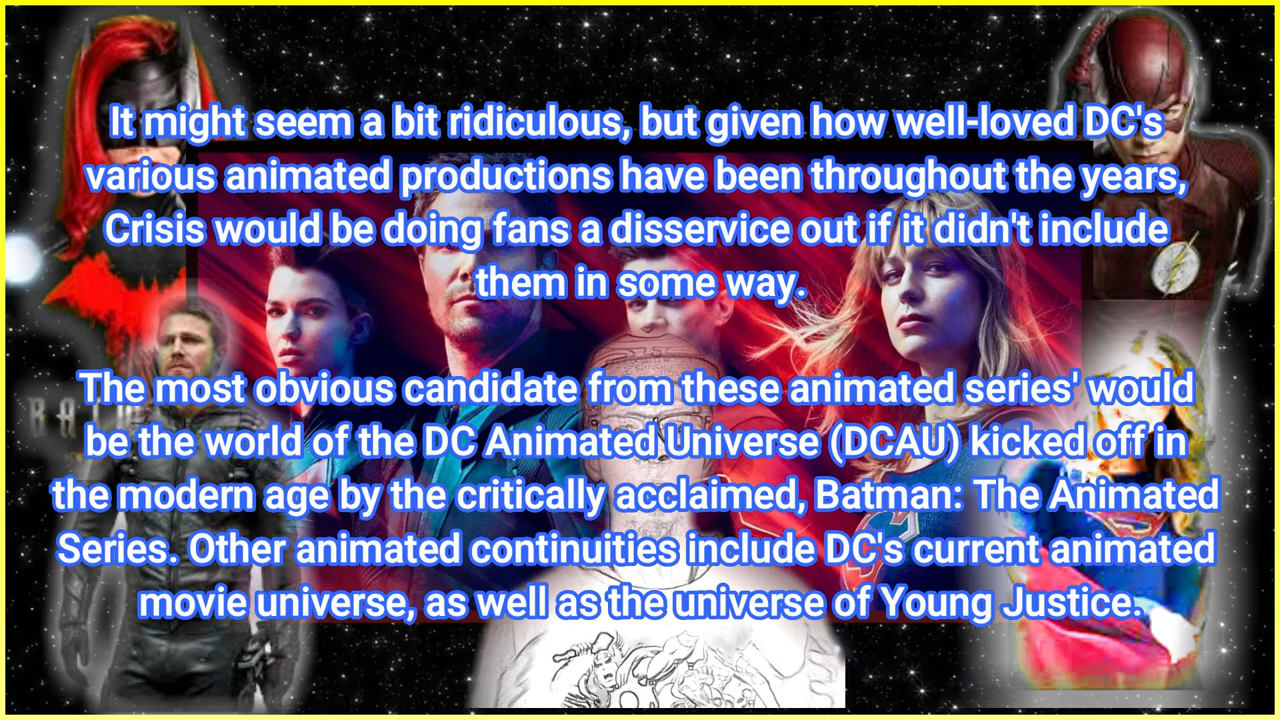 It might seem a bit ridiculous, but given how well-loved DC's
various animated productions have been throughout the years,
Crisis would be doing fans a disservice out if it didn't include
them in some way.
The most obvious candidate from these animated series' would
be the world of the DC Animated Universe (DCAU) kicked off in
the modern age by the critically acclaimed, Batman: The Animated
Series. Other animated continuities include DC's current animated
movie universe, as well as the universe of Young Justice.